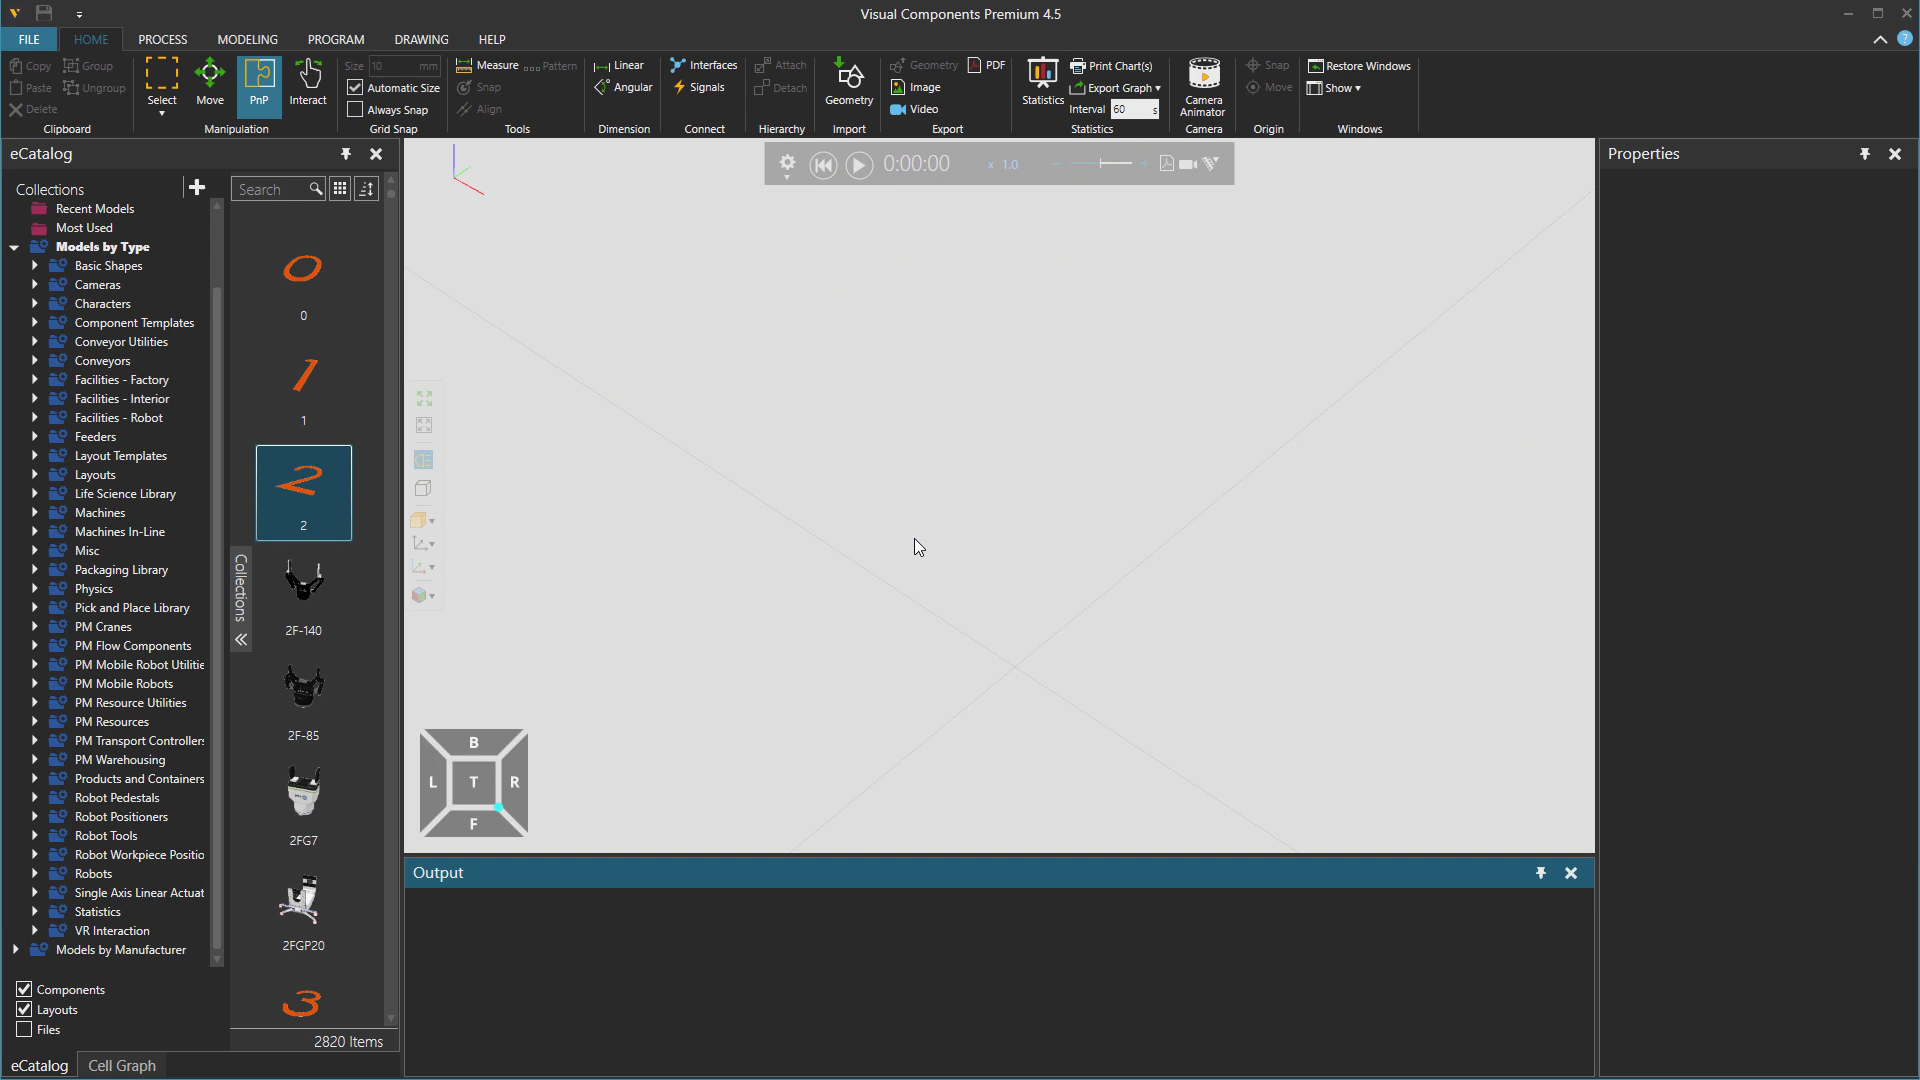 Visual Components Premium 4.5
FILE HOME PROCESS MODELING PROGRAM DRAWING HELP
Copy Group
Paste Ungroup
Delete
Clipboard
Select Move PnP Interact
Manipulation
Size 10 mm
Automatic Size
Always Snap
Grid Snap
Measure Pattern
Snap
Align
Tools
Linear
Angular
Dimension
Interfaces
Signals
Connect
Attach
Detach
Hierarchy
Geometry
Import
Geometry PDF
Image
Video
Export
Statistics
Print Chart(s)
Export Graph
Interval 60 s
Statistics
Camera
Animator
Camera
Snap
Move
Origin
Restore Windows
Show
Windows
eCatalog
Collections
Recent Models
Most Used
Models by Type
Basic Shapes
Cameras
Characters
Component Templates
Conveyor Utilities
Conveyors
Facilities - Factory
Facilities - Interior
Facilities - Robot
Feeders
Layout Templates
Layouts
Life Science Library
Machines
Machines In-Line
Misc
Packaging Library
Physics
Pick and Place Library
PM Cranes
PM Flow Components
PM Mobile Robot Utilitie
PM Mobile Robots
PM Resource Utilities
PM Resources
PM Transport Controllers
PM Warehousing
Products and Containers
Robot Pedestals
Robot Positioners
Robot Tools
Robot Workpiece Positio
Robots
Single Axis Linear Actuat
Statistics
VR Interaction
Models by Manufacturer
Components
Layouts
Files
eCatalog Cell Graph
Search
Collections
0
0
1
1
2
2
2F-140
2F-85
2FG7
2FGP20
3
2820 Items
0:00:00 x 1.0
B
L T R
F
Output
Properties